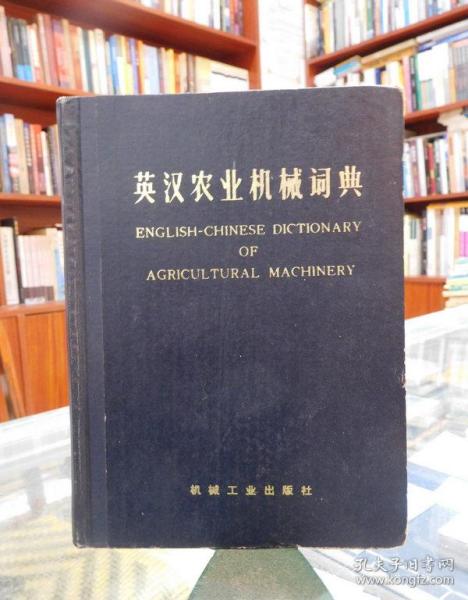 英汉农业机械词典
ENGLISH-CHINESE DICTIONARY
OF
AGRICULTURAL MACHINERY
机械工业出版社
孔夫子旧书网
www.kongfz.com